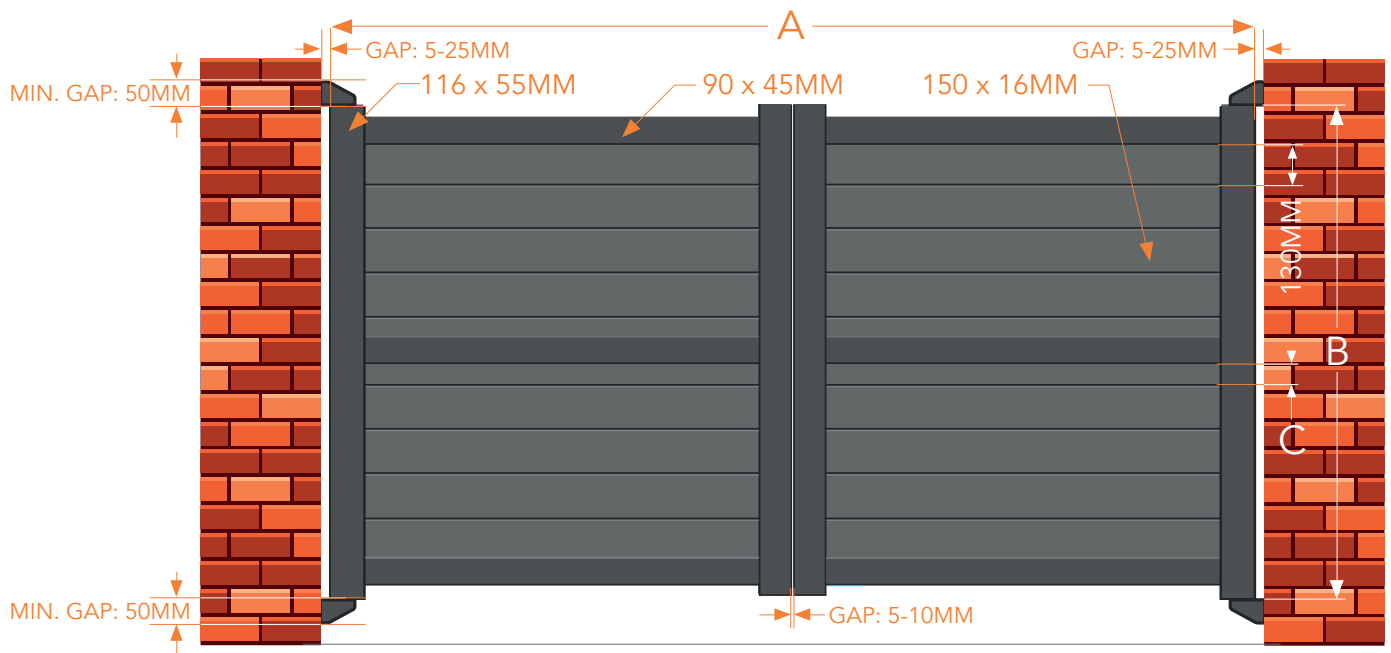 A
GAP: 5-25MM
GAP: 5-25MM
MIN. GAP: 50MM
116 x 55MM
90 x 45MM
150 x 16MM
130MM
B
C
MIN. GAP: 50MM
GAP: 5-10MM